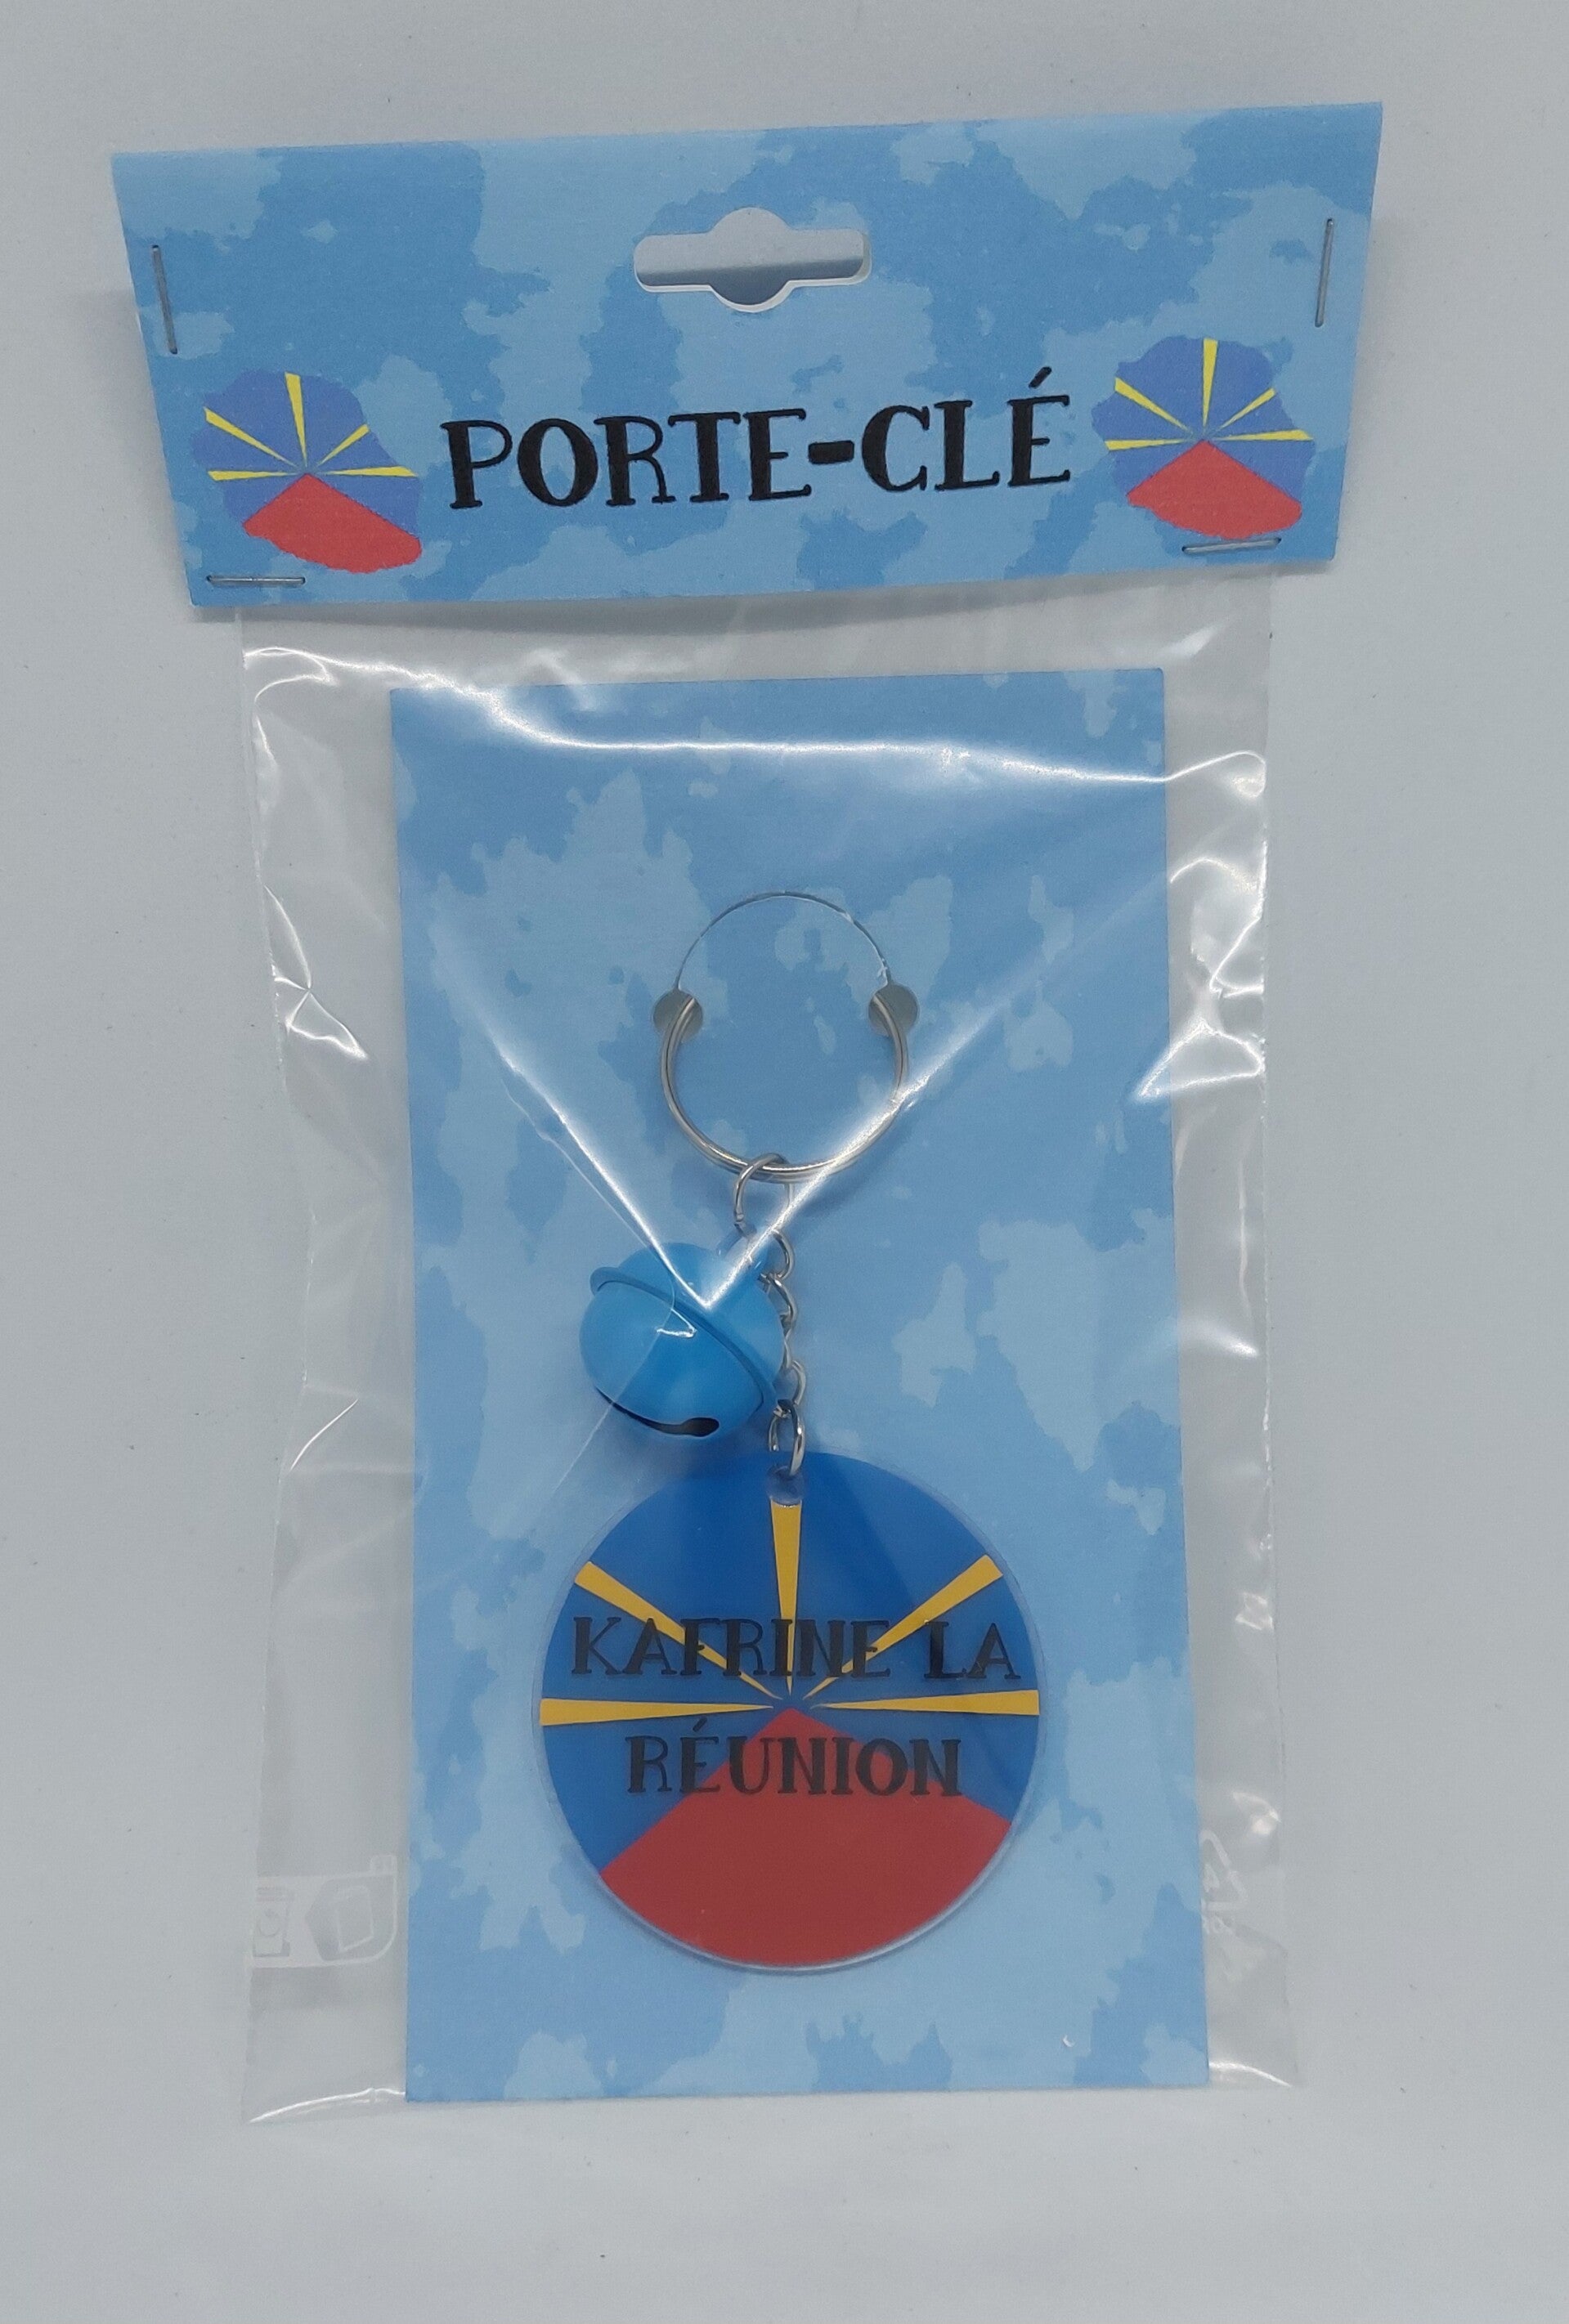 PORTE-CLÉ
KAFRINE LA
RÉUNION